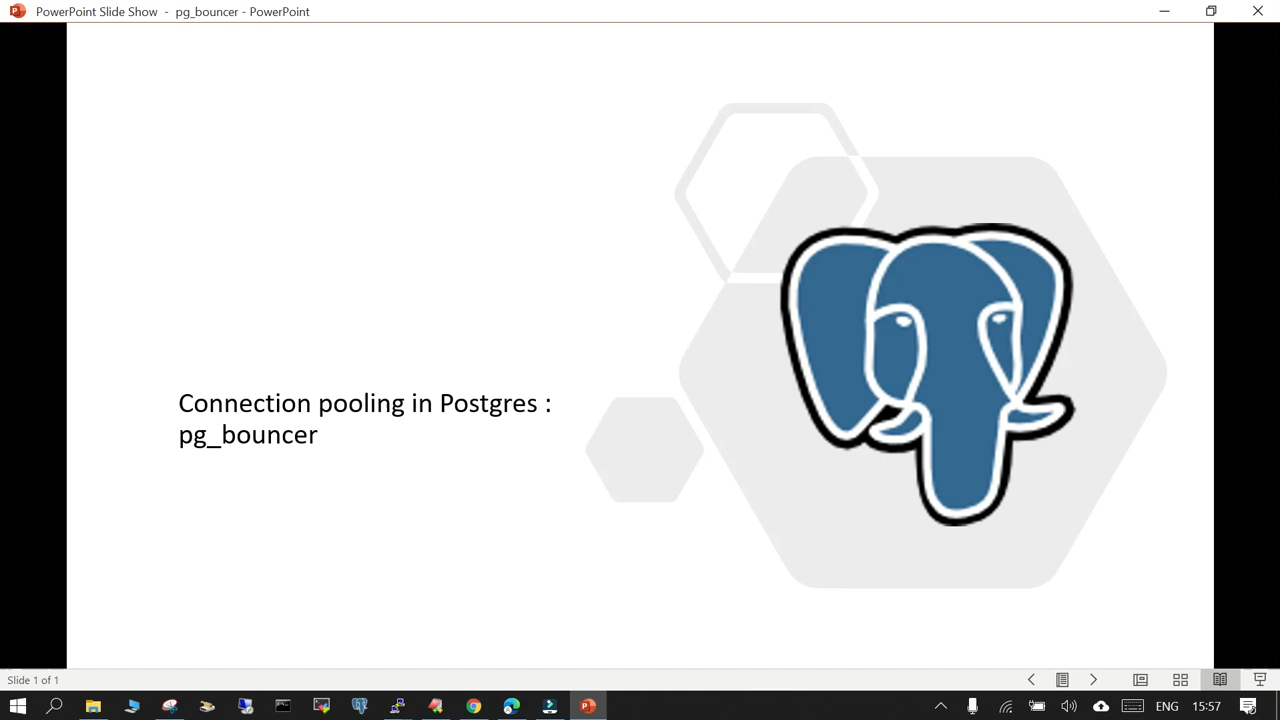 PowerPoint Slide Show - pg_bouncer - PowerPoint
Connection pooling in Postgres :
pg_bouncer
Slide 1 of 1
ENG 15:57